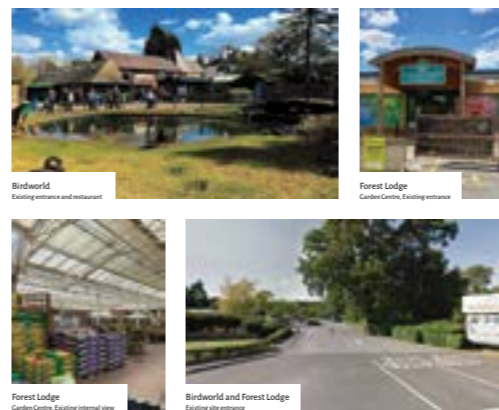 Birdworld
Existing entrance and restaurant
Forest Lodge
Garden Centre, Existing entrance
Forest Lodge
Garden Centre, Existing internal view
Birdworld and Forest Lodge
Existing site entrance